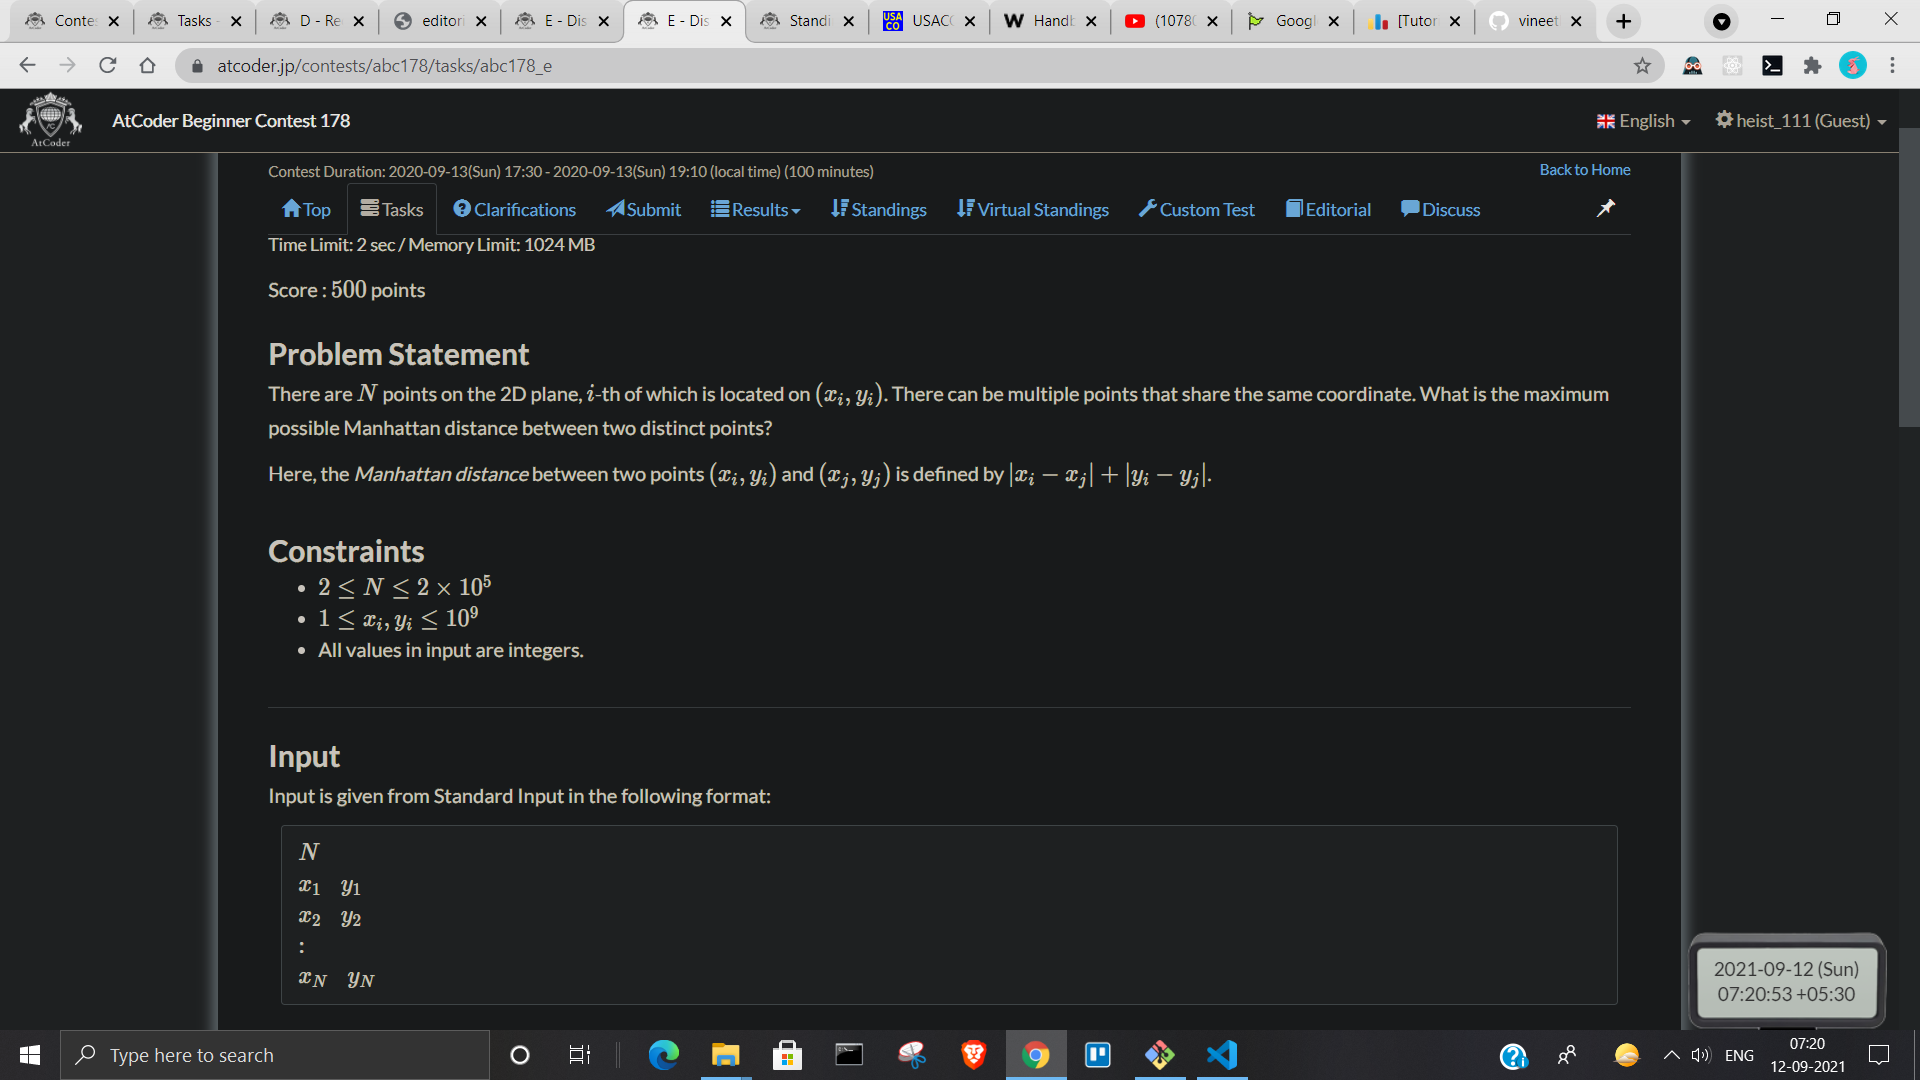 Contes
Tasks -
D - Re
editori
E - Dis
E - Dis
Standi
USACO
USACO
W Handb
(1078
Googl
[Tutor
vineet
atcoder.jp/contests/abc178/tasks/abc178_e
AtCoder
AtCoder Beginner Contest 178
English
heist_111 (Guest)
Contest Duration: 2020-09-13(Sun) 17:30 - 2020-09-13(Sun) 19:10 (local time) (100 minutes)
Back to Home
Top
Tasks
Clarifications
Submit
Results
Standings
Virtual Standings
Custom Test
Editorial
Discuss
Time Limit: 2 sec / Memory Limit: 1024 MB
Score : 500 points
Problem Statement
There are N points on the 2D plane, i-th of which is located on (x_i, y_i). There can be multiple points that share the same coordinate. What is the maximum
possible Manhattan distance between two distinct points?
Here, the Manhattan distance between two points (x_i, y_i) and (x_j, y_j) is defined by |x_i − x_j| + |y_i − y_j|.
Constraints
• 2 ≤ N ≤ 2 × 10^5
• 1 ≤ x_i, y_i ≤ 10^9
• All values in input are integers.
Input
Input is given from Standard Input in the following format:
N
x_1 y_1
x_2 y_2
:
x_N y_N
2021-09-12 (Sun)
07:20:53 +05:30
Type here to search
ENG
07:20
12-09-2021